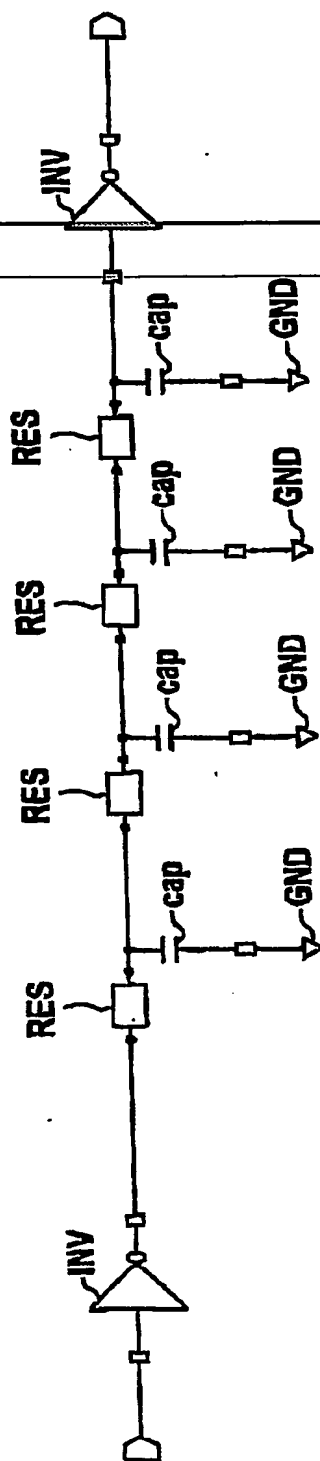 INV
RES
RES
RES
RES
INV
cap
cap
cap
cap
GND
GND
GND
GND